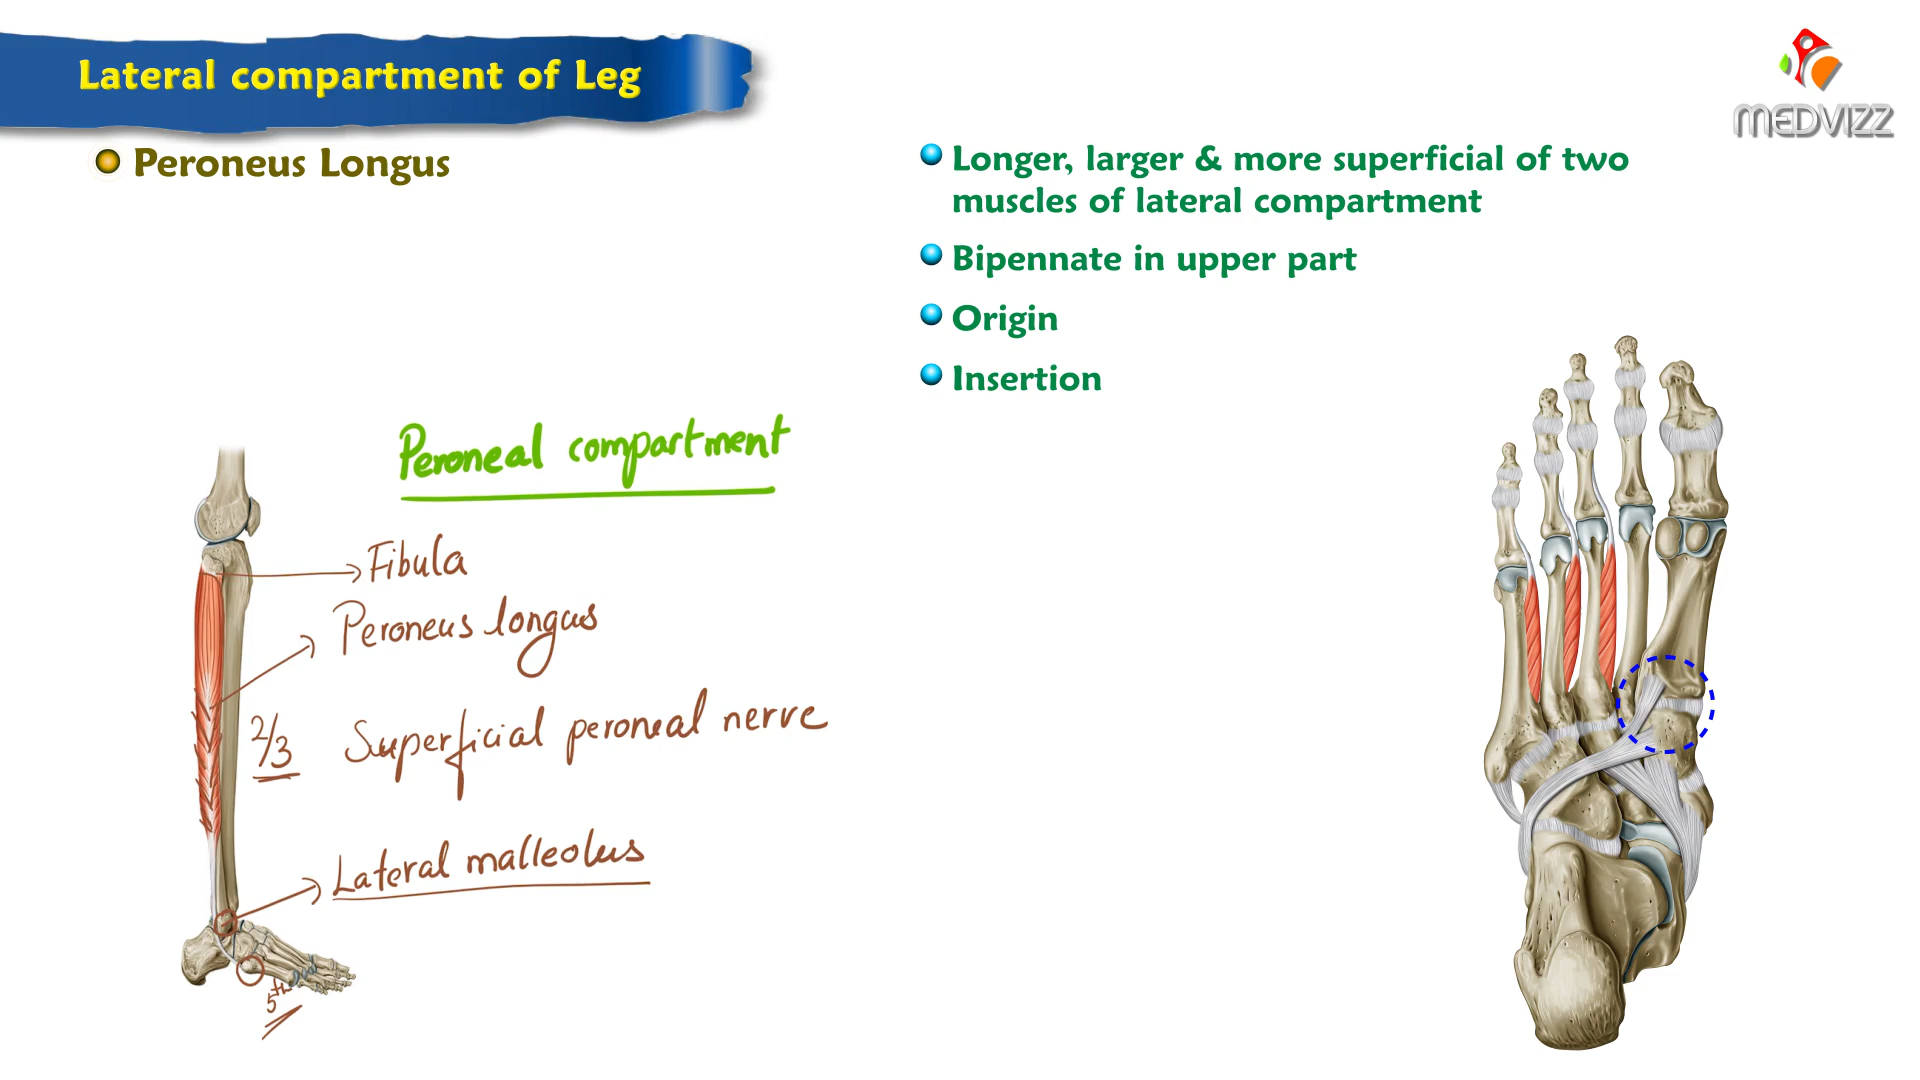 Lateral compartment of Leg
MEDVIZZ
Peroneus Longus
Longer, larger & more superficial of two
muscles of lateral compartment
Bipennate in upper part
Origin
Insertion
Peroneal compartment
Fibula
Peroneus longus
2/3
Superficial peroneal nerve
Lateral malleolus
5th